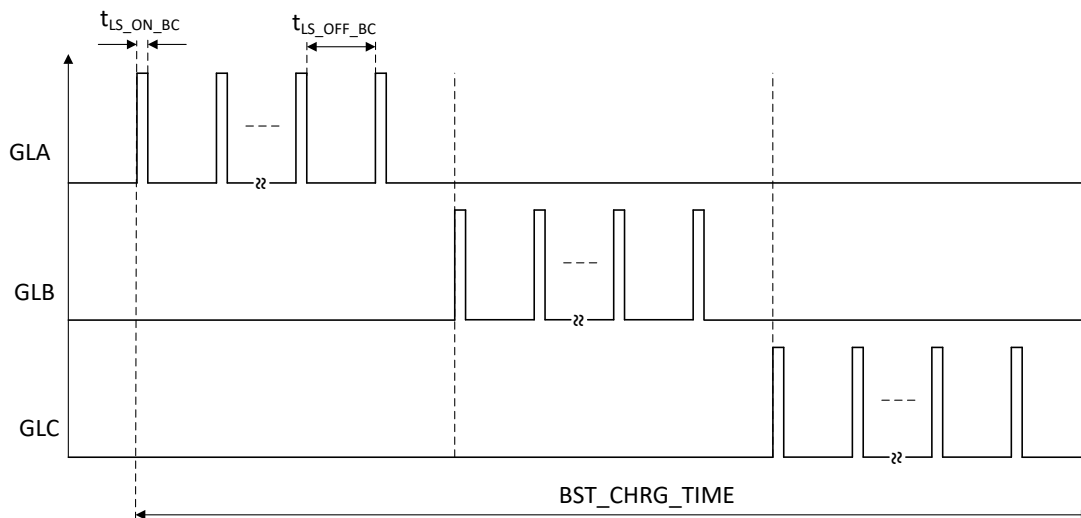 tLS_ON_BC
tLS_OFF_BC
GLA
GLB
GLC
BST_CHRG_TIME